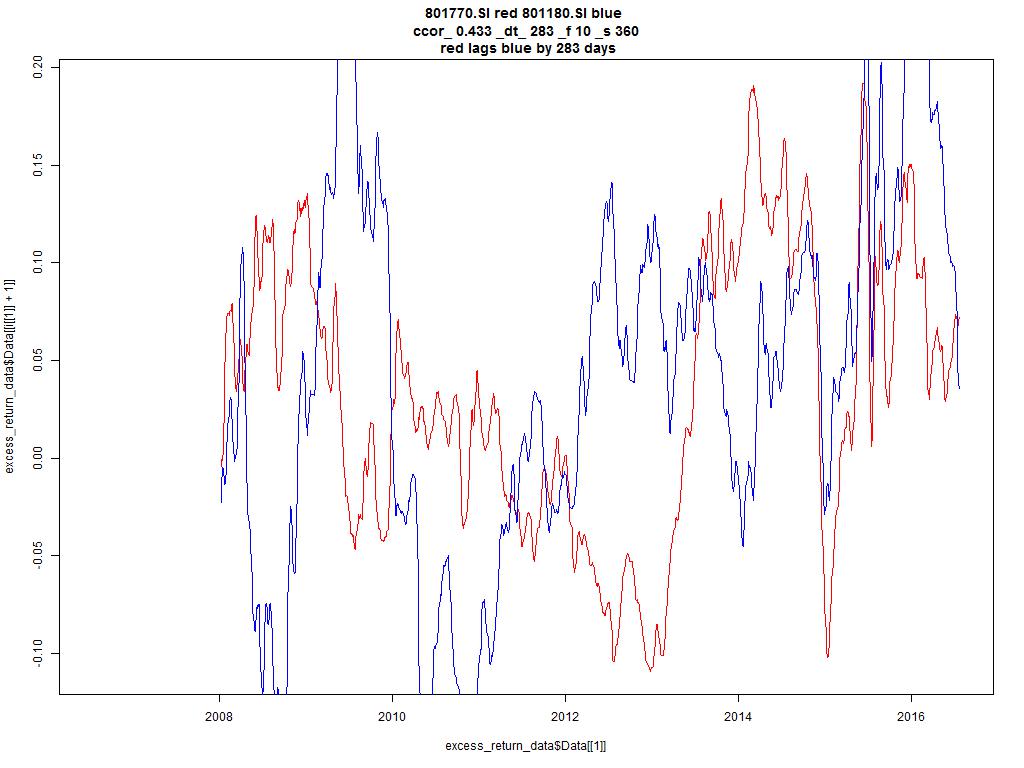 801770.SI red 801180.SI blue
ccor_ 0.433 _dt_ 283 _f 10 _s 360
red lags blue by 283 days
0.20
0.15
0.10
0.05
0.00
-0.05
-0.10
excess_return_data$Data[[i[[1]] + 1]]
2008 2010 2012 2014 2016
excess_return_data$Data[[1]]